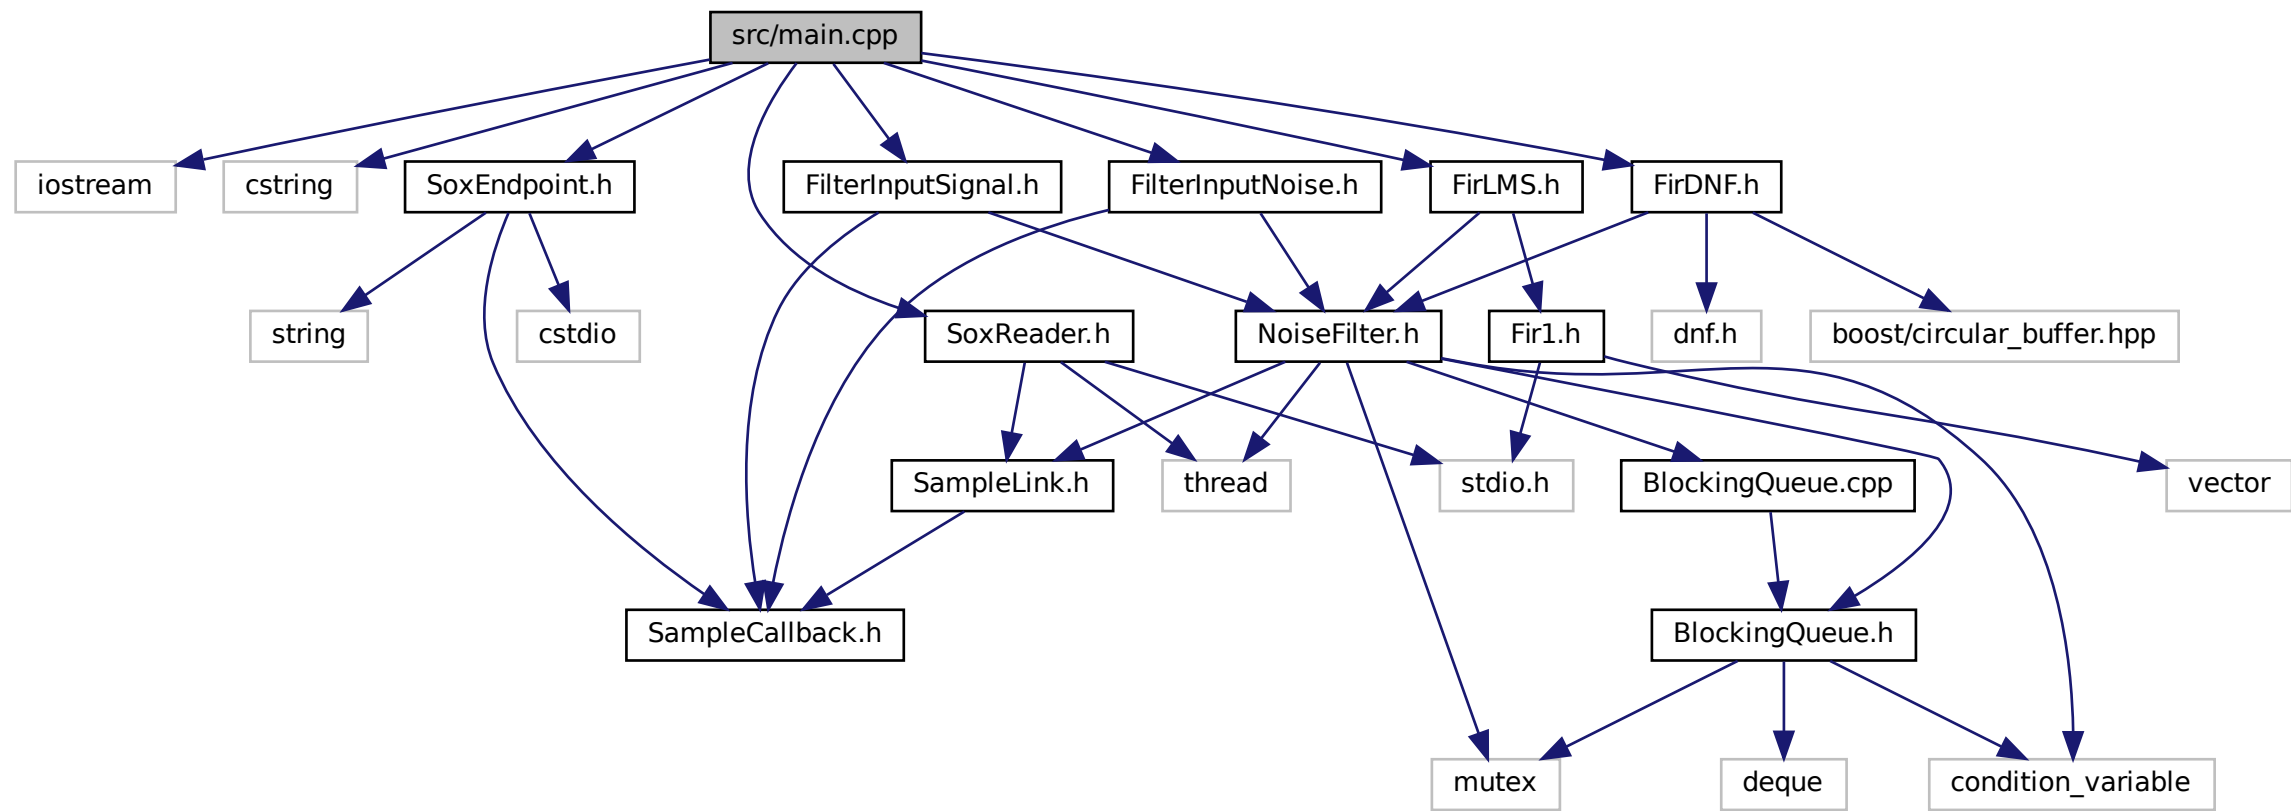 src/main.cpp
iostream
cstring
SoxEndpoint.h
FilterInputSignal.h
FilterInputNoise.h
FirLMS.h
FirDNF.h
string
cstdio
SoxReader.h
NoiseFilter.h
Fir1.h
dnf.h
boost/circular_buffer.hpp
SampleLink.h
thread
stdio.h
BlockingQueue.cpp
vector
SampleCallback.h
BlockingQueue.h
mutex
deque
condition_variable